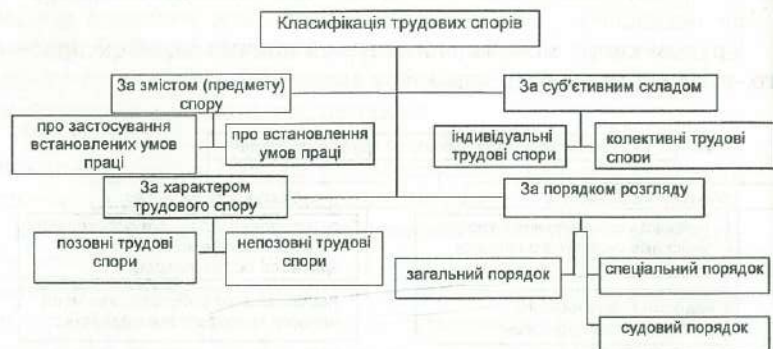 Класифікація трудових спорів
За змістом (предмету)
спору
За суб'єктивним складом
про застосування
встановлених умов
праці
про встановлення
умов праці
індивідуальні
трудові спори
колективні трудові
спори
За характером
трудового спору
За порядком розгляду
позовні трудові
спори
непозовні трудові
спори
загальний порядок
спеціальний порядок
судовий порядок